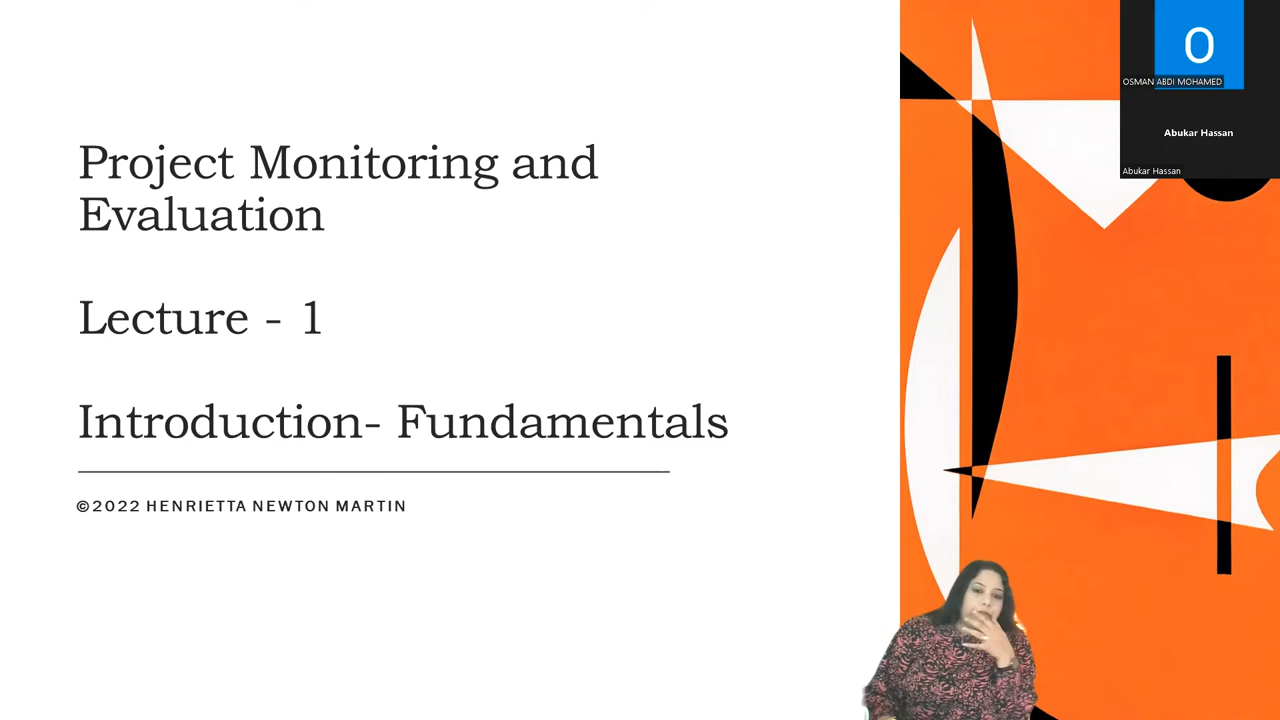 Project Monitoring and
Evaluation
Lecture - 1
Introduction- Fundamentals
©2022 HENRIETTA NEWTON MARTIN
O
OSMAN ABDI MOHAMED
Abukar Hassan
Abukar Hassan